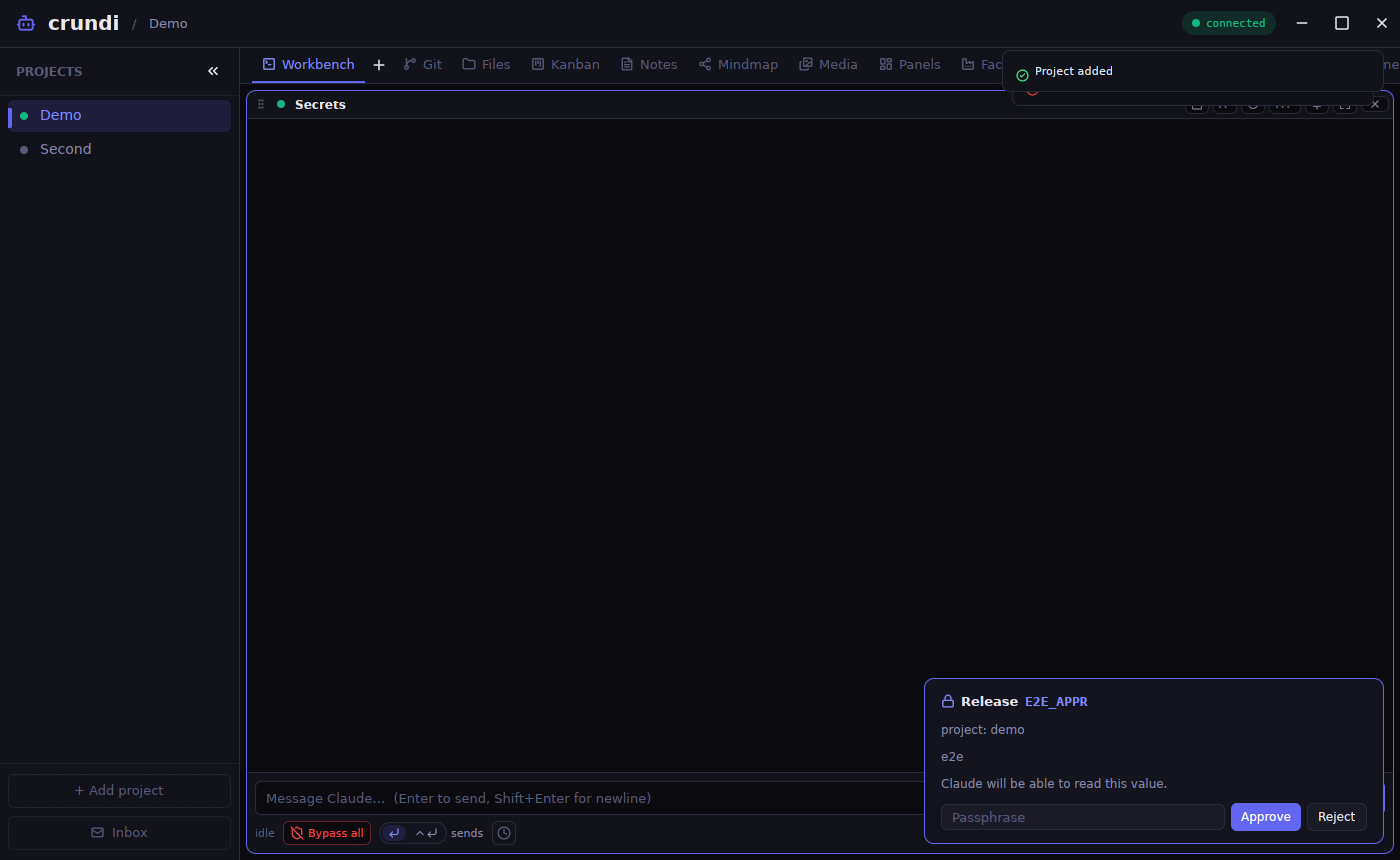 crundi / Demo
connected
PROJECTS
Workbench
Git
Files
Kanban
Notes
Mindmap
Media
Panels
Project added
Demo
Second
Secrets
Release E2E_APPR
project: demo
e2e
Claude will be able to read this value.
Passphrase
Approve
Reject
Message Claude... (Enter to send, Shift+Enter for newline)
idle
Bypass all
sends
+ Add project
Inbox